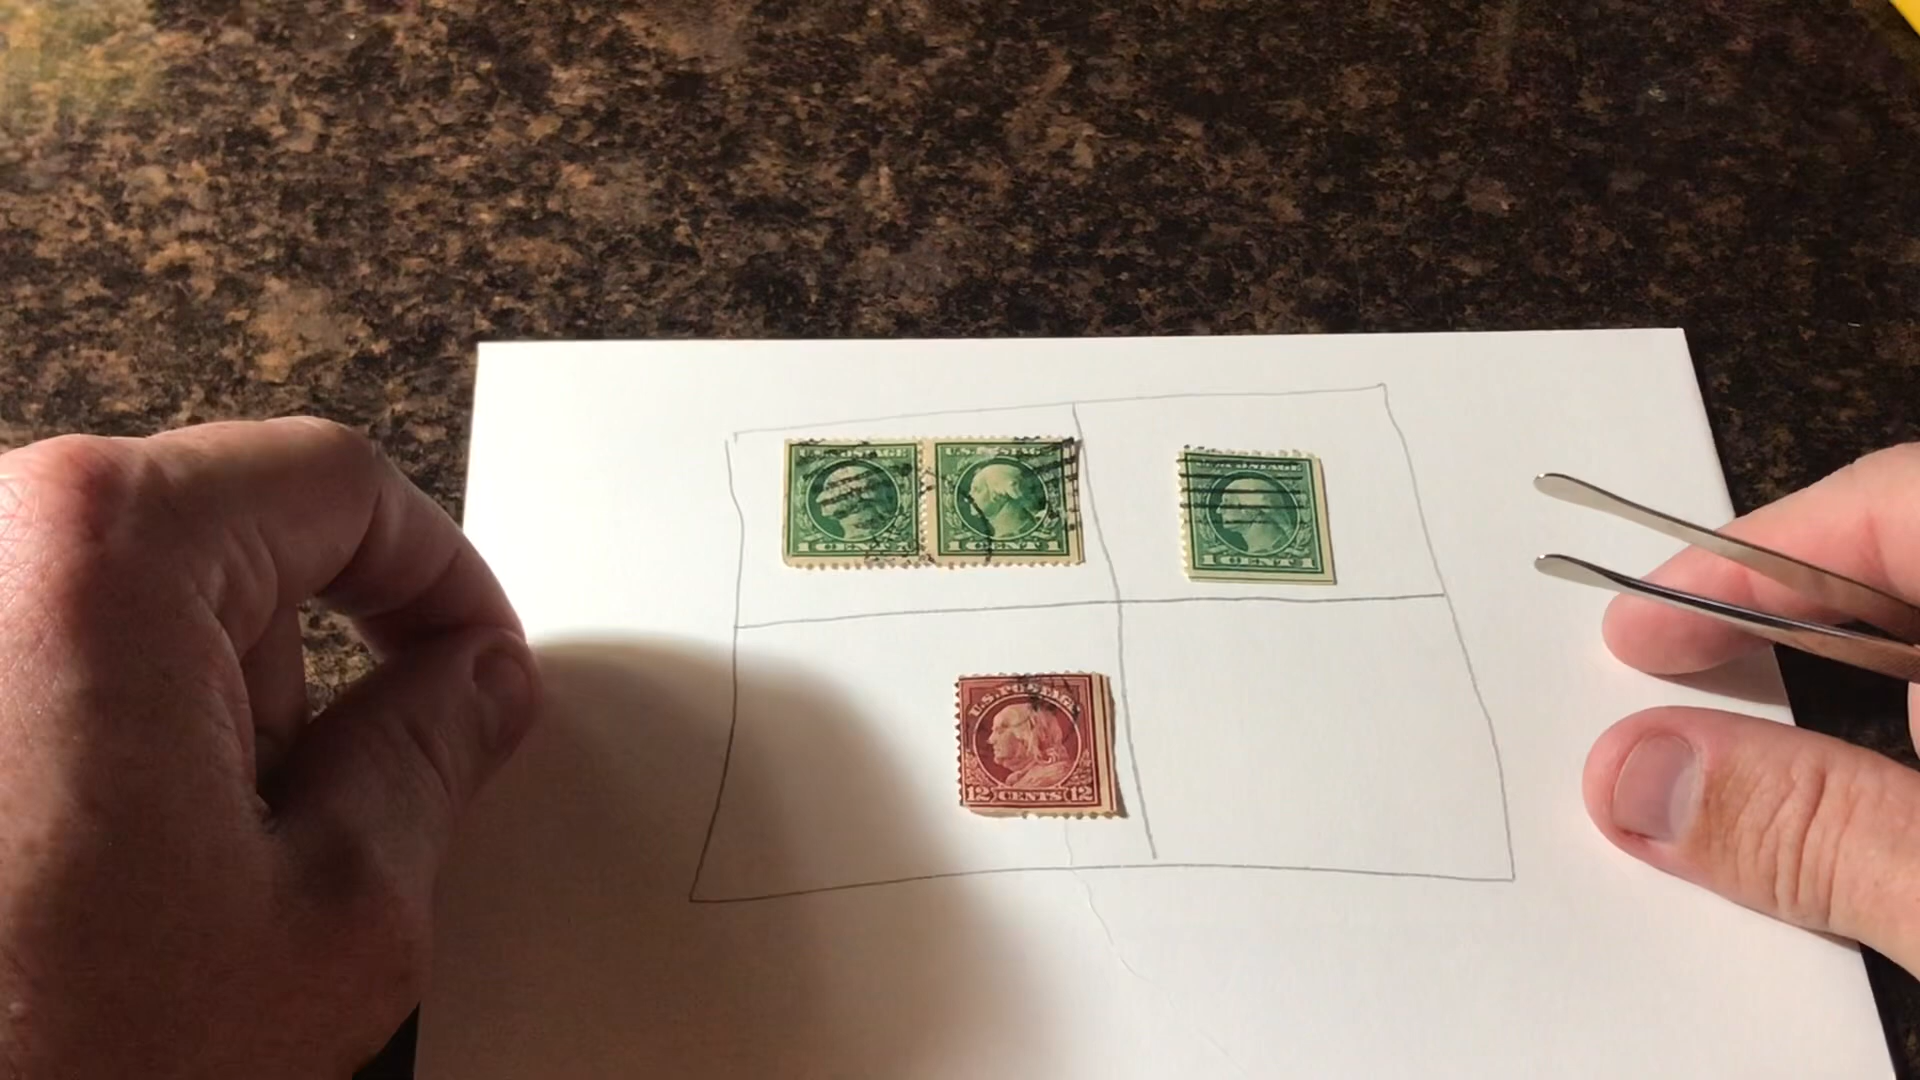 U.S. POSTAGE
1 CENT 1
U.S. POSTAGE
1 CENT 1
POSTAGE
1 CENT 1
U.S. POSTAGE
12 CENTS 12